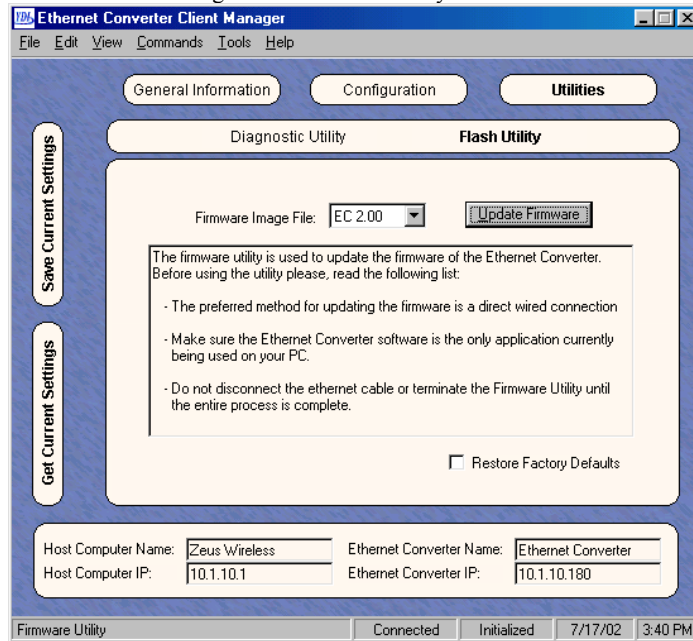 YDI Ethernet Converter Client Manager
File Edit View Commands Tools Help
General Information Configuration Utilities
Diagnostic Utility Flash Utility
Save Current Settings
Firmware Image File: EC 2.00 Update Firmware
The firmware utility is used to update the firmware of the Ethernet Converter.
Before using the utility please, read the following list:
- The preferred method for updating the firmware is a direct wired connection
- Make sure the Ethernet Converter software is the only application currently
being used on your PC.
- Do not disconnect the ethernet cable or terminate the Firmware Utility until
the entire process is complete.
Get Current Settings
Restore Factory Defaults
Host Computer Name: Zeus Wireless Ethernet Converter Name: Ethernet Converter
Host Computer IP: 10.1.10.1 Ethernet Converter IP: 10.1.10.180
Firmware Utility Connected Initialized 7/17/02 3:40 PM